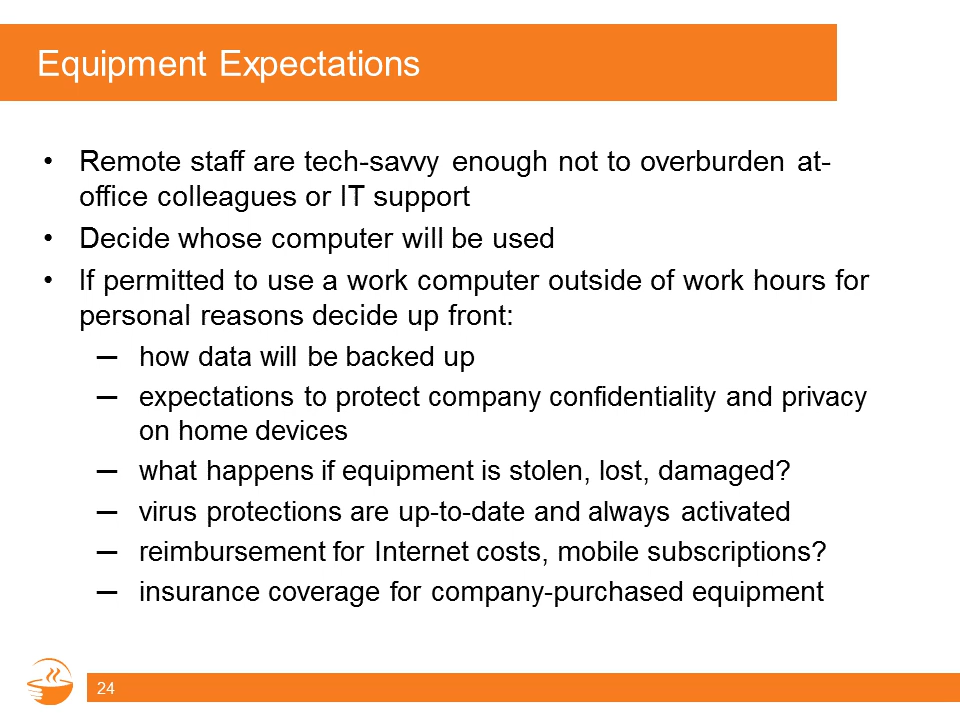 Equipment Expectations
• Remote staff are tech-savvy enough not to overburden at-
office colleagues or IT support
• Decide whose computer will be used
• If permitted to use a work computer outside of work hours for
personal reasons decide up front:
— how data will be backed up
— expectations to protect company confidentiality and privacy
on home devices
— what happens if equipment is stolen, lost, damaged?
— virus protections are up-to-date and always activated
— reimbursement for Internet costs, mobile subscriptions?
— insurance coverage for company-purchased equipment
24